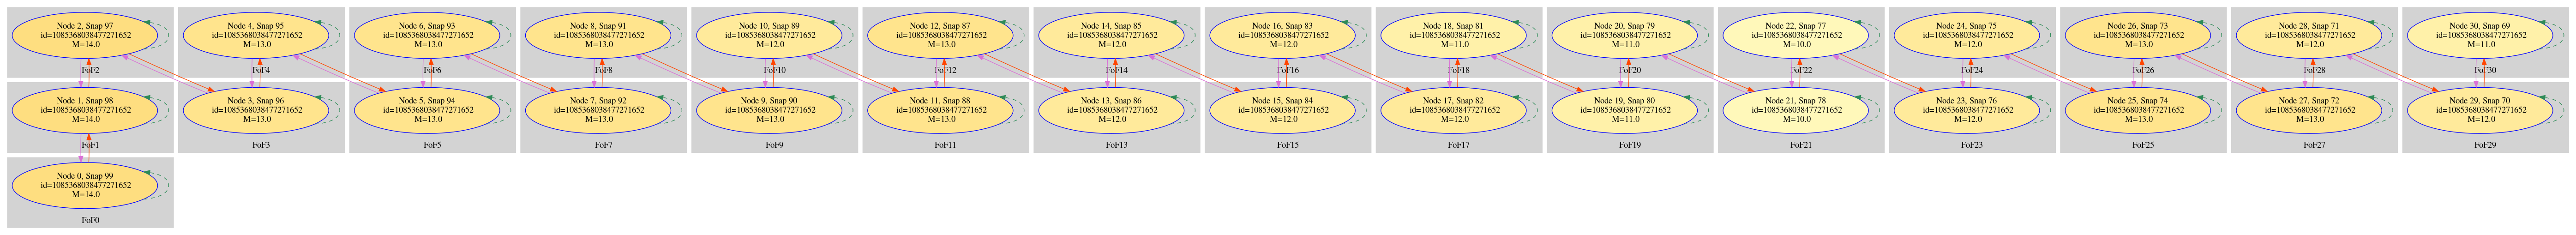 Node 2, Snap 97
id=1085368038477271652
M=14.0
FoF2
Node 4, Snap 95
id=1085368038477271652
M=13.0
FoF4
Node 6, Snap 93
id=1085368038477271652
M=13.0
FoF6
Node 8, Snap 91
id=1085368038477271652
M=13.0
FoF8
Node 10, Snap 89
id=1085368038477271652
M=12.0
FoF10
Node 12, Snap 87
id=1085368038477271652
M=13.0
FoF12
Node 14, Snap 85
id=1085368038477271652
M=12.0
FoF14
Node 16, Snap 83
id=1085368038477271652
M=12.0
FoF16
Node 18, Snap 81
id=1085368038477271652
M=11.0
FoF18
Node 20, Snap 79
id=1085368038477271652
M=11.0
FoF20
Node 22, Snap 77
id=1085368038477271652
M=10.0
FoF22
Node 24, Snap 75
id=1085368038477271652
M=12.0
FoF24
Node 26, Snap 73
id=1085368038477271652
M=13.0
FoF26
Node 28, Snap 71
id=1085368038477271652
M=12.0
FoF28
Node 30, Snap 69
id=1085368038477271652
M=11.0
FoF30
Node 1, Snap 98
id=1085368038477271652
M=14.0
FoF1
Node 3, Snap 96
id=1085368038477271652
M=13.0
FoF3
Node 5, Snap 94
id=1085368038477271652
M=13.0
FoF5
Node 7, Snap 92
id=1085368038477271652
M=13.0
FoF7
Node 9, Snap 90
id=1085368038477271652
M=13.0
FoF9
Node 11, Snap 88
id=1085368038477271652
M=13.0
FoF11
Node 13, Snap 86
id=1085368038477271652
M=12.0
FoF13
Node 15, Snap 84
id=1085368038477271652
M=12.0
FoF15
Node 17, Snap 82
id=1085368038477271652
M=12.0
FoF17
Node 19, Snap 80
id=1085368038477271652
M=11.0
FoF19
Node 21, Snap 78
id=1085368038477271652
M=10.0
FoF21
Node 23, Snap 76
id=1085368038477271652
M=12.0
FoF23
Node 25, Snap 74
id=1085368038477271652
M=13.0
FoF25
Node 27, Snap 72
id=1085368038477271652
M=13.0
FoF27
Node 29, Snap 70
id=1085368038477271652
M=12.0
FoF29
Node 0, Snap 99
id=1085368038477271652
M=14.0
FoF0